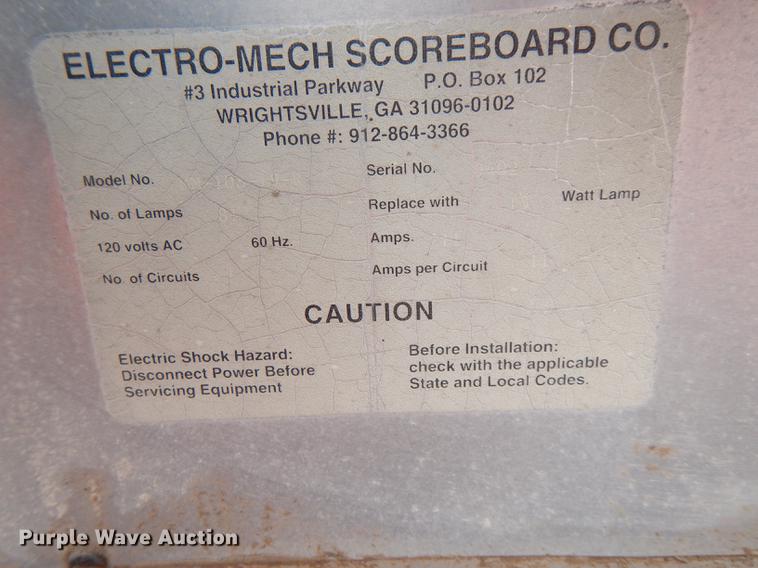 ELECTRO-MECH SCOREBOARD CO.
#3 Industrial Parkway P.O. Box 102
WRIGHTSVILLE, GA 31096-0102
Phone #: 912-864-3366
Model No. Serial No.
No. of Lamps Replace with Watt Lamp
120 volts AC 60 Hz. Amps.
No. of Circuits Amps per Circuit
CAUTION
Electric Shock Hazard:
Disconnect Power Before
Servicing Equipment
Before Installation:
check with the applicable
State and Local Codes.
Purple Wave Auction